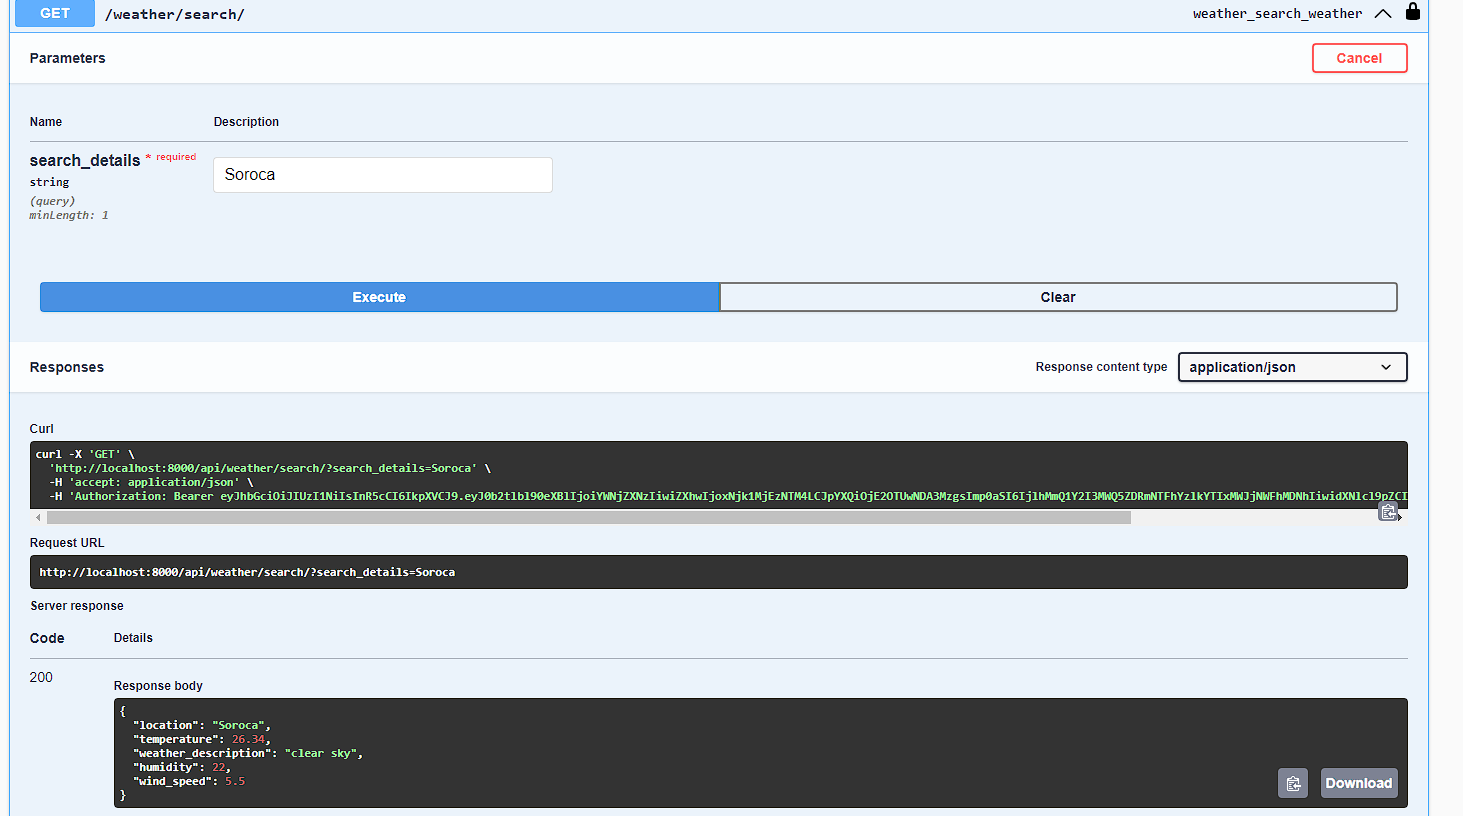 GET /weather/search/ weather_search_weather
Parameters Cancel
Name Description
search_details * required
string
(query)
minLength: 1
Soroca
Execute Clear
Responses Response content type application/json
Curl
curl -X 'GET' \
'http://localhost:8000/api/weather/search/?search_details=Soroca' \
-H 'accept: application/json' \
-H 'Authorization: Bearer
Request URL
http://localhost:8000/api/weather/search/?search_details=Soroca
Server response
Code Details
200
Response body
{
"location": "Soroca",
"temperature": 26.34,
"weather_description": "clear sky",
"humidity": 22,
"wind_speed": 5.5
}
Download